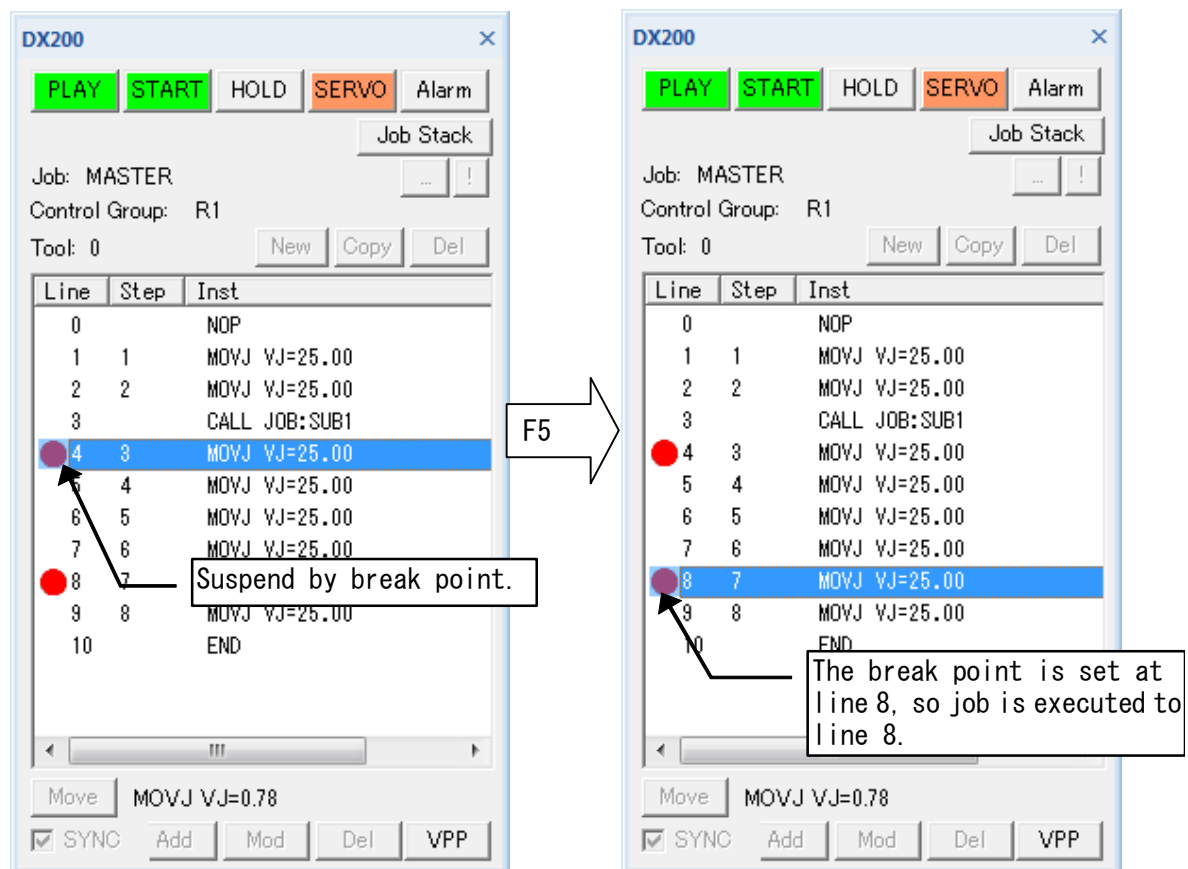 DX200 ×
PLAY START HOLD SERVO Alarm
Job Stack
Job: MASTER ... !
Control Group: R1
Tool: 0 New Copy Del
Line Step Inst
0 NOP
1 1 MOVJ VJ=25.00
2 2 MOVJ VJ=25.00
3 CALL JOB:SUB1
4 3 MOVJ VJ=25.00
5 4 MOVJ VJ=25.00
6 5 MOVJ VJ=25.00
7 6 MOVJ VJ=25.00
8 7
Suspend by break point.
9 8 MOVJ VJ=25.00
10 END
Move MOVJ VJ=0.78
SYNC Add Mod Del VPP
F5
DX200 ×
PLAY START HOLD SERVO Alarm
Job Stack
Job: MASTER ... !
Control Group: R1
Tool: 0 New Copy Del
Line Step Inst
0 NOP
1 1 MOVJ VJ=25.00
2 2 MOVJ VJ=25.00
3 CALL JOB:SUB1
4 3 MOVJ VJ=25.00
5 4 MOVJ VJ=25.00
6 5 MOVJ VJ=25.00
7 6 MOVJ VJ=25.00
8 7 MOVJ VJ=25.00
9 8 MOVJ VJ=25.00
10 END
The break point is set at
line 8, so job is executed to
line 8.
Move MOVJ VJ=0.78
SYNC Add Mod Del VPP